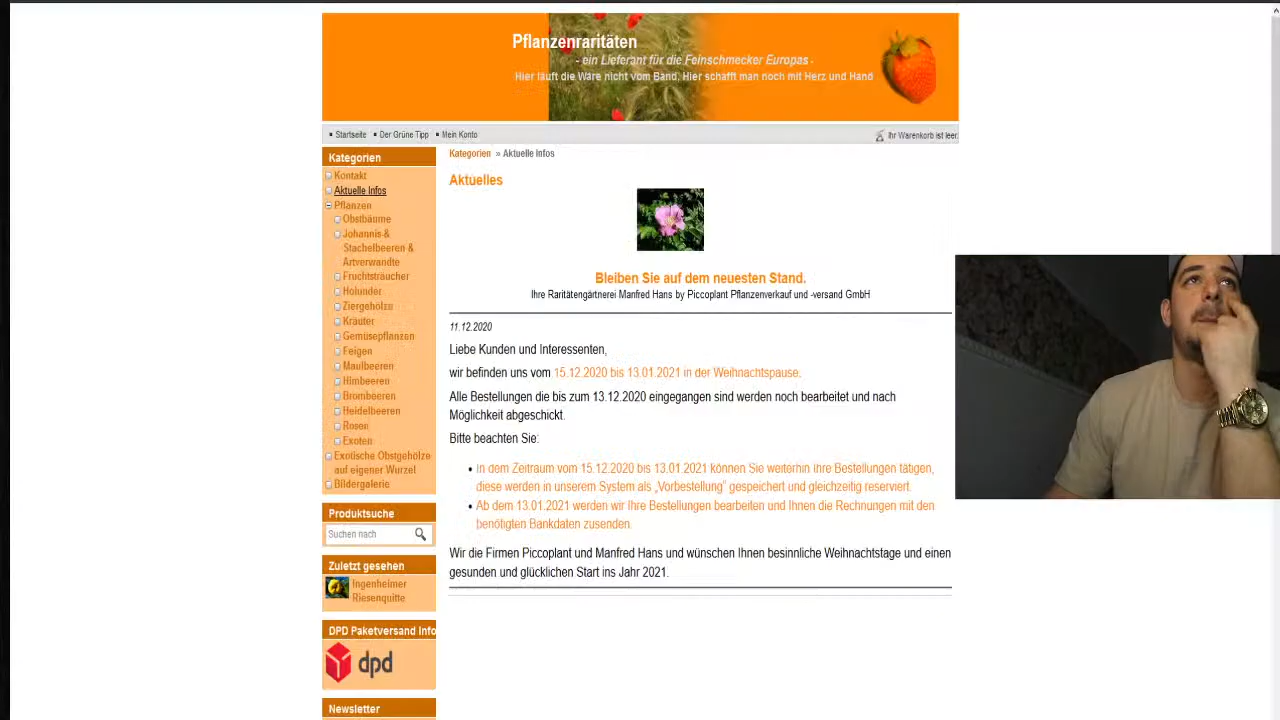 Pflanzenraritäten
- ein Lieferant für die Feinschmecker Europas -
Hier läuft die Ware nicht vom Band, Hier schafft man noch mit Herz und Hand
Startseite
Der Grüne Tipp
Mein Konto
Ihr Warenkorb ist leer.
Kategorien
Kontakt
Aktuelle Infos
Pflanzen
Obstbäume
Johannis-&
Stachelbeeren &
Artverwandte
Fruchtsträucher
Holunder
Ziergehölze
Kräuter
Gemüsepflanzen
Feigen
Maulbeeren
Himbeeren
Brombeeren
Heidelbeeren
Rosen
Exoten
Exotische Obstgehölze
auf eigener Wurzel
Bildergalerie
Produktsuche
Suchen nach
Zuletzt gesehen
Ingenheimer
Riesenquitte
DPD Paketversand Info
dpd
Newsletter
Kategorien » Aktuelle Infos
Aktuelles
Bleiben Sie auf dem neuesten Stand.
Ihre Raritätengärtnerei Manfred Hans by Piccoplant Pflanzenverkauf und -versand GmbH
11.12.2020
Liebe Kunden und Interessenten,
wir befinden uns vom 15.12.2020 bis 13.01.2021 in der Weihnachtspause.
Alle Bestellungen die bis zum 13.12.2020 eingegangen sind werden noch bearbeitet und nach
Möglichkeit abgeschickt.
Bitte beachten Sie:
In dem Zeitraum vom 15.12.2020 bis 13.01.2021 können Sie weiterhin Ihre Bestellungen tätigen,
diese werden in unserem System als „Vorbestellung“ gespeichert und gleichzeitig reserviert.
Ab dem 13.01.2021 werden wir Ihre Bestellungen bearbeiten und Ihnen die Rechnungen mit den
benötigten Bankdaten zusenden.
Wir die Firmen Piccoplant und Manfred Hans und wünschen Ihnen besinnliche Weihnachtstage und einen
gesunden und glücklichen Start ins Jahr 2021.